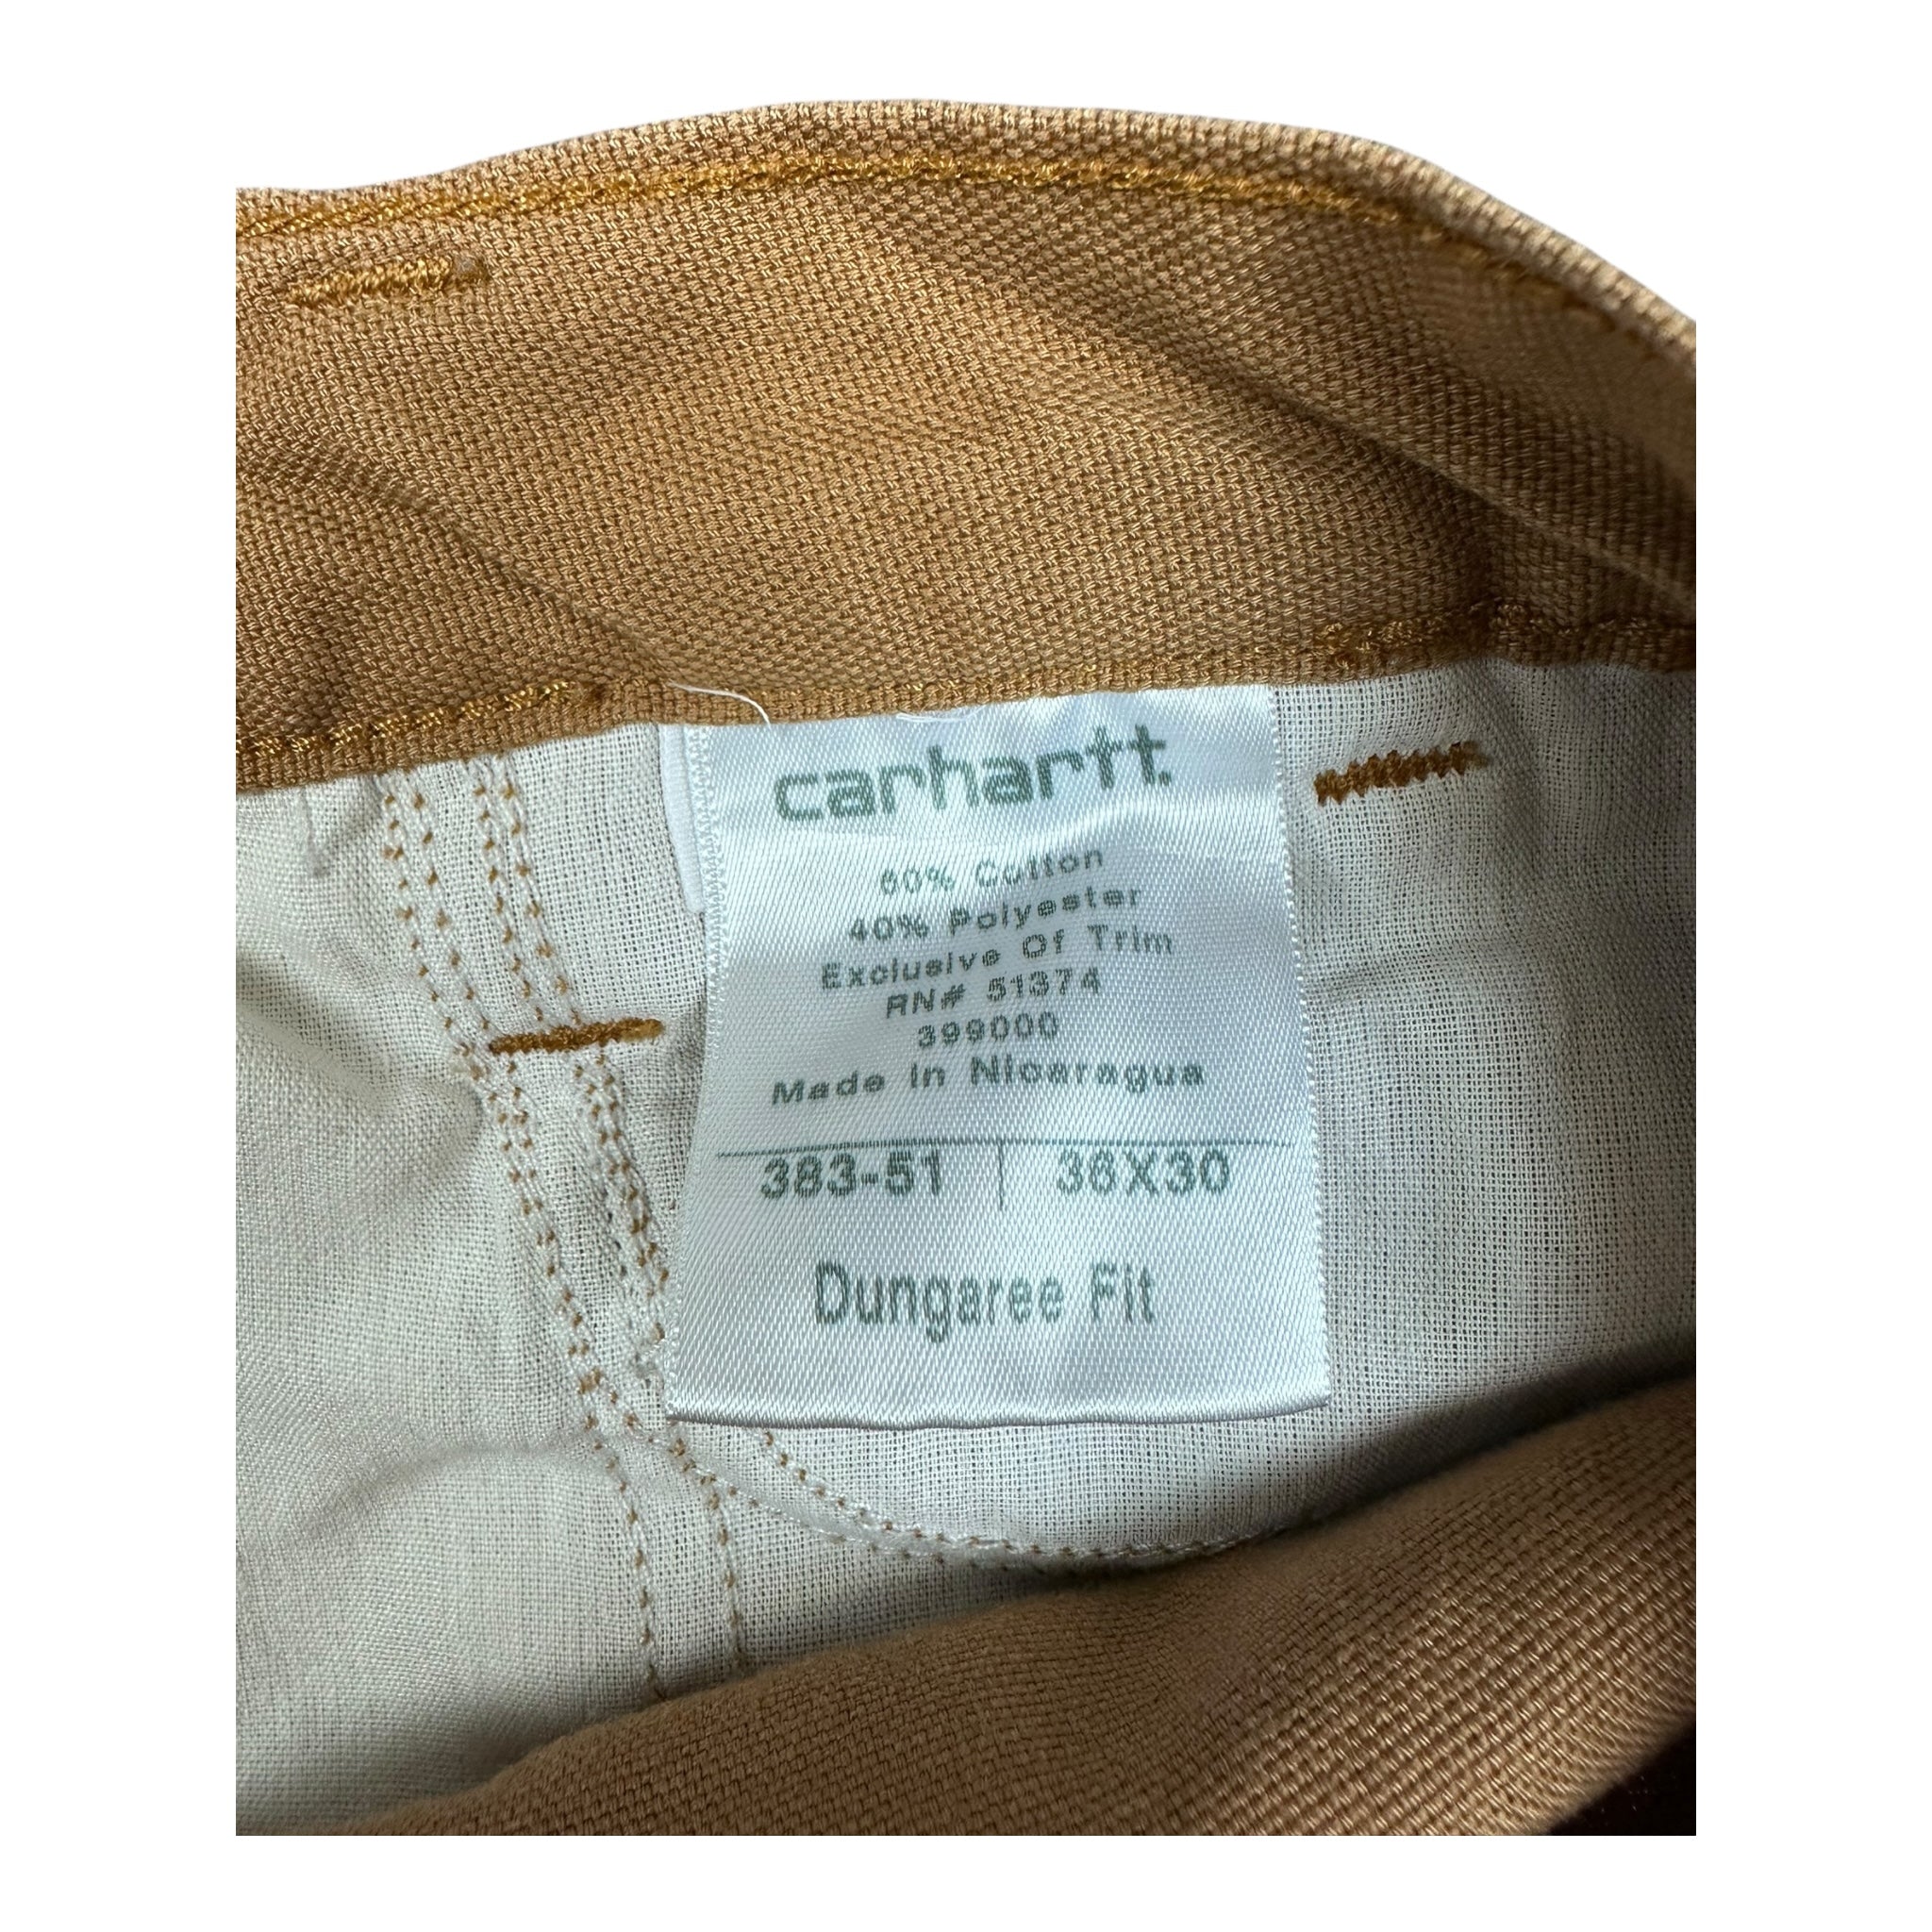 carhartt.
60% Cotton
40% Polyester
Exclusive Of Trim
RN# 51374
399000
Made In Nicaragua
383-51 | 36X30
Dungaree Fit